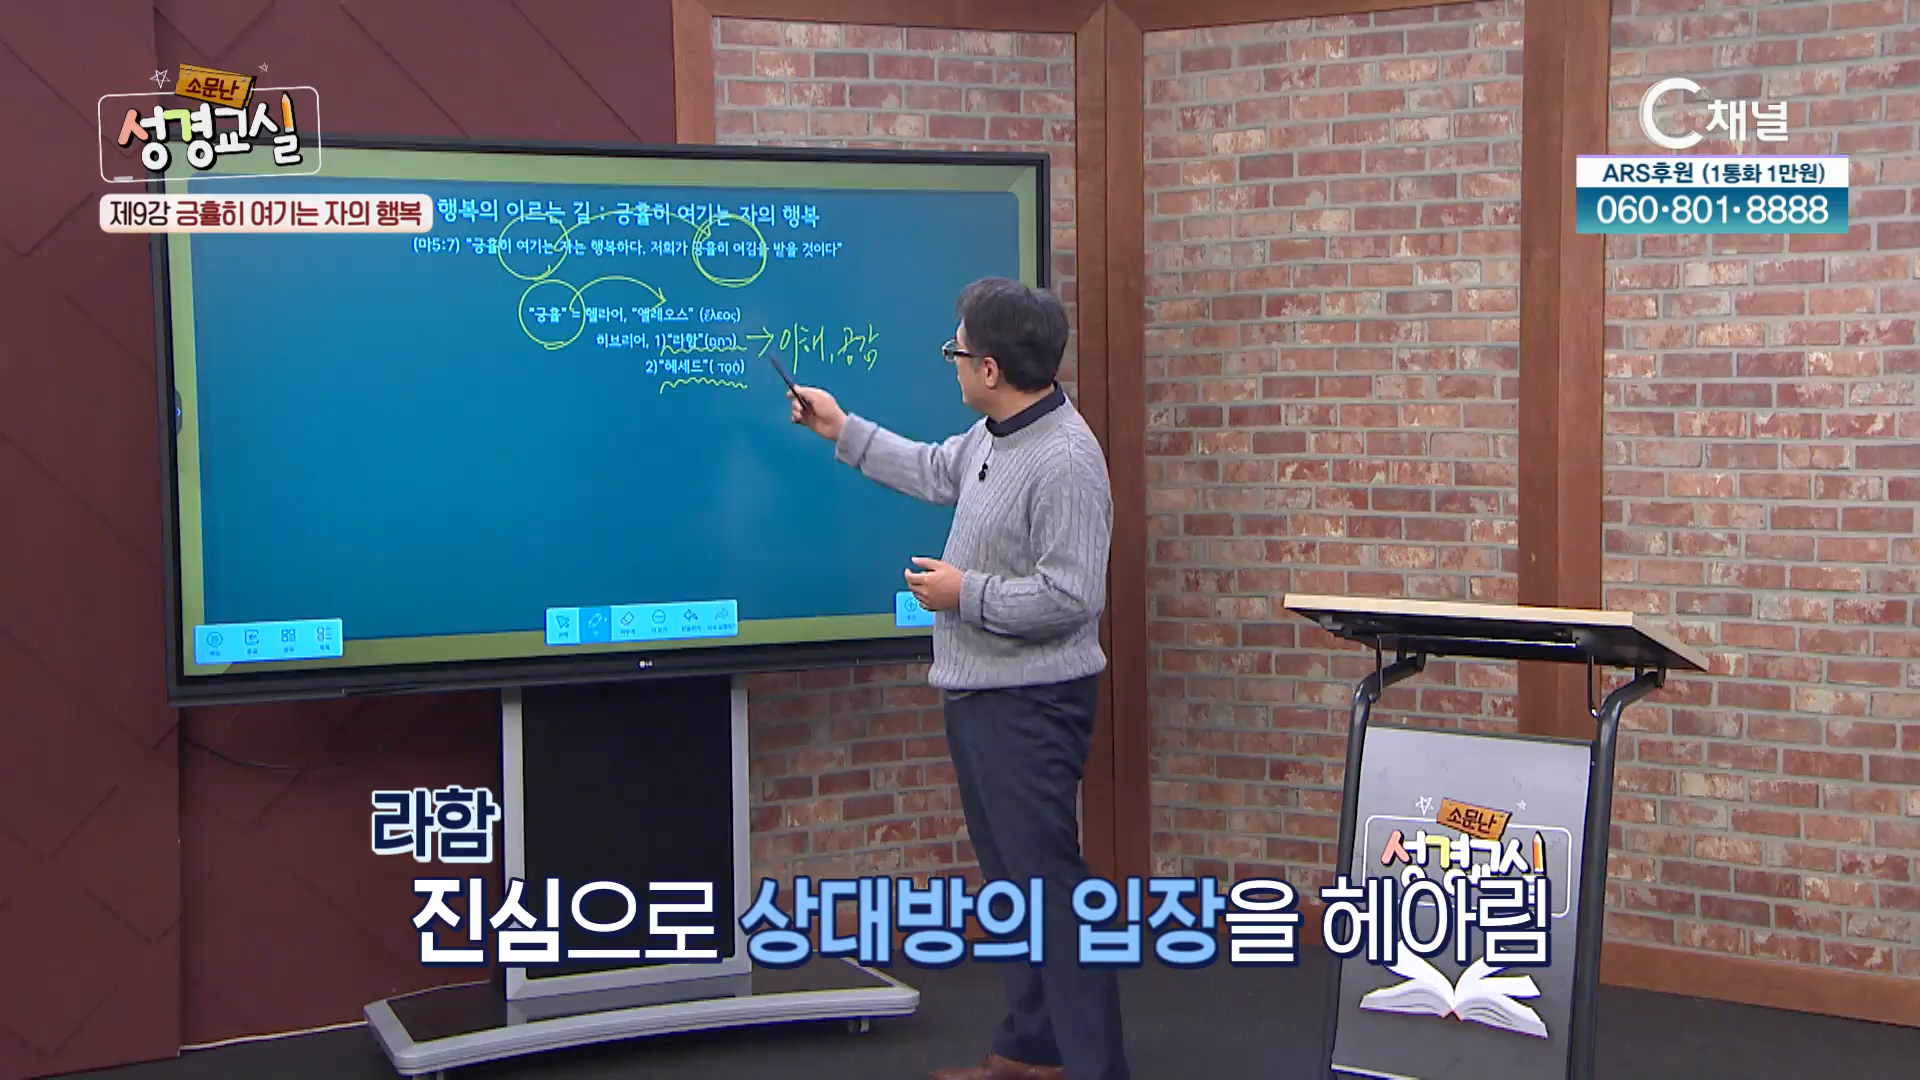 소문난
성경교실
제9강 긍휼히 여기는 자의 행복
C채널
ARS후원 (1통화 1만원)
060·801·8888
행복의 이르는 길 : 긍휼히 여기는 자의 행복
(마5:7) "긍휼히 여기는 자는 행복하다. 저희가 긍휼히 여김을 받을 것이다"
"긍휼" = 헬라어, "엘레오스" (ἔλεος)
히브리어, 1)"라함"(רחם) → 이해, 공감
2)"헤세드"(חסד)
LG
라함
진심으로 상대방의 입장을 헤아림
소문난
성경교실